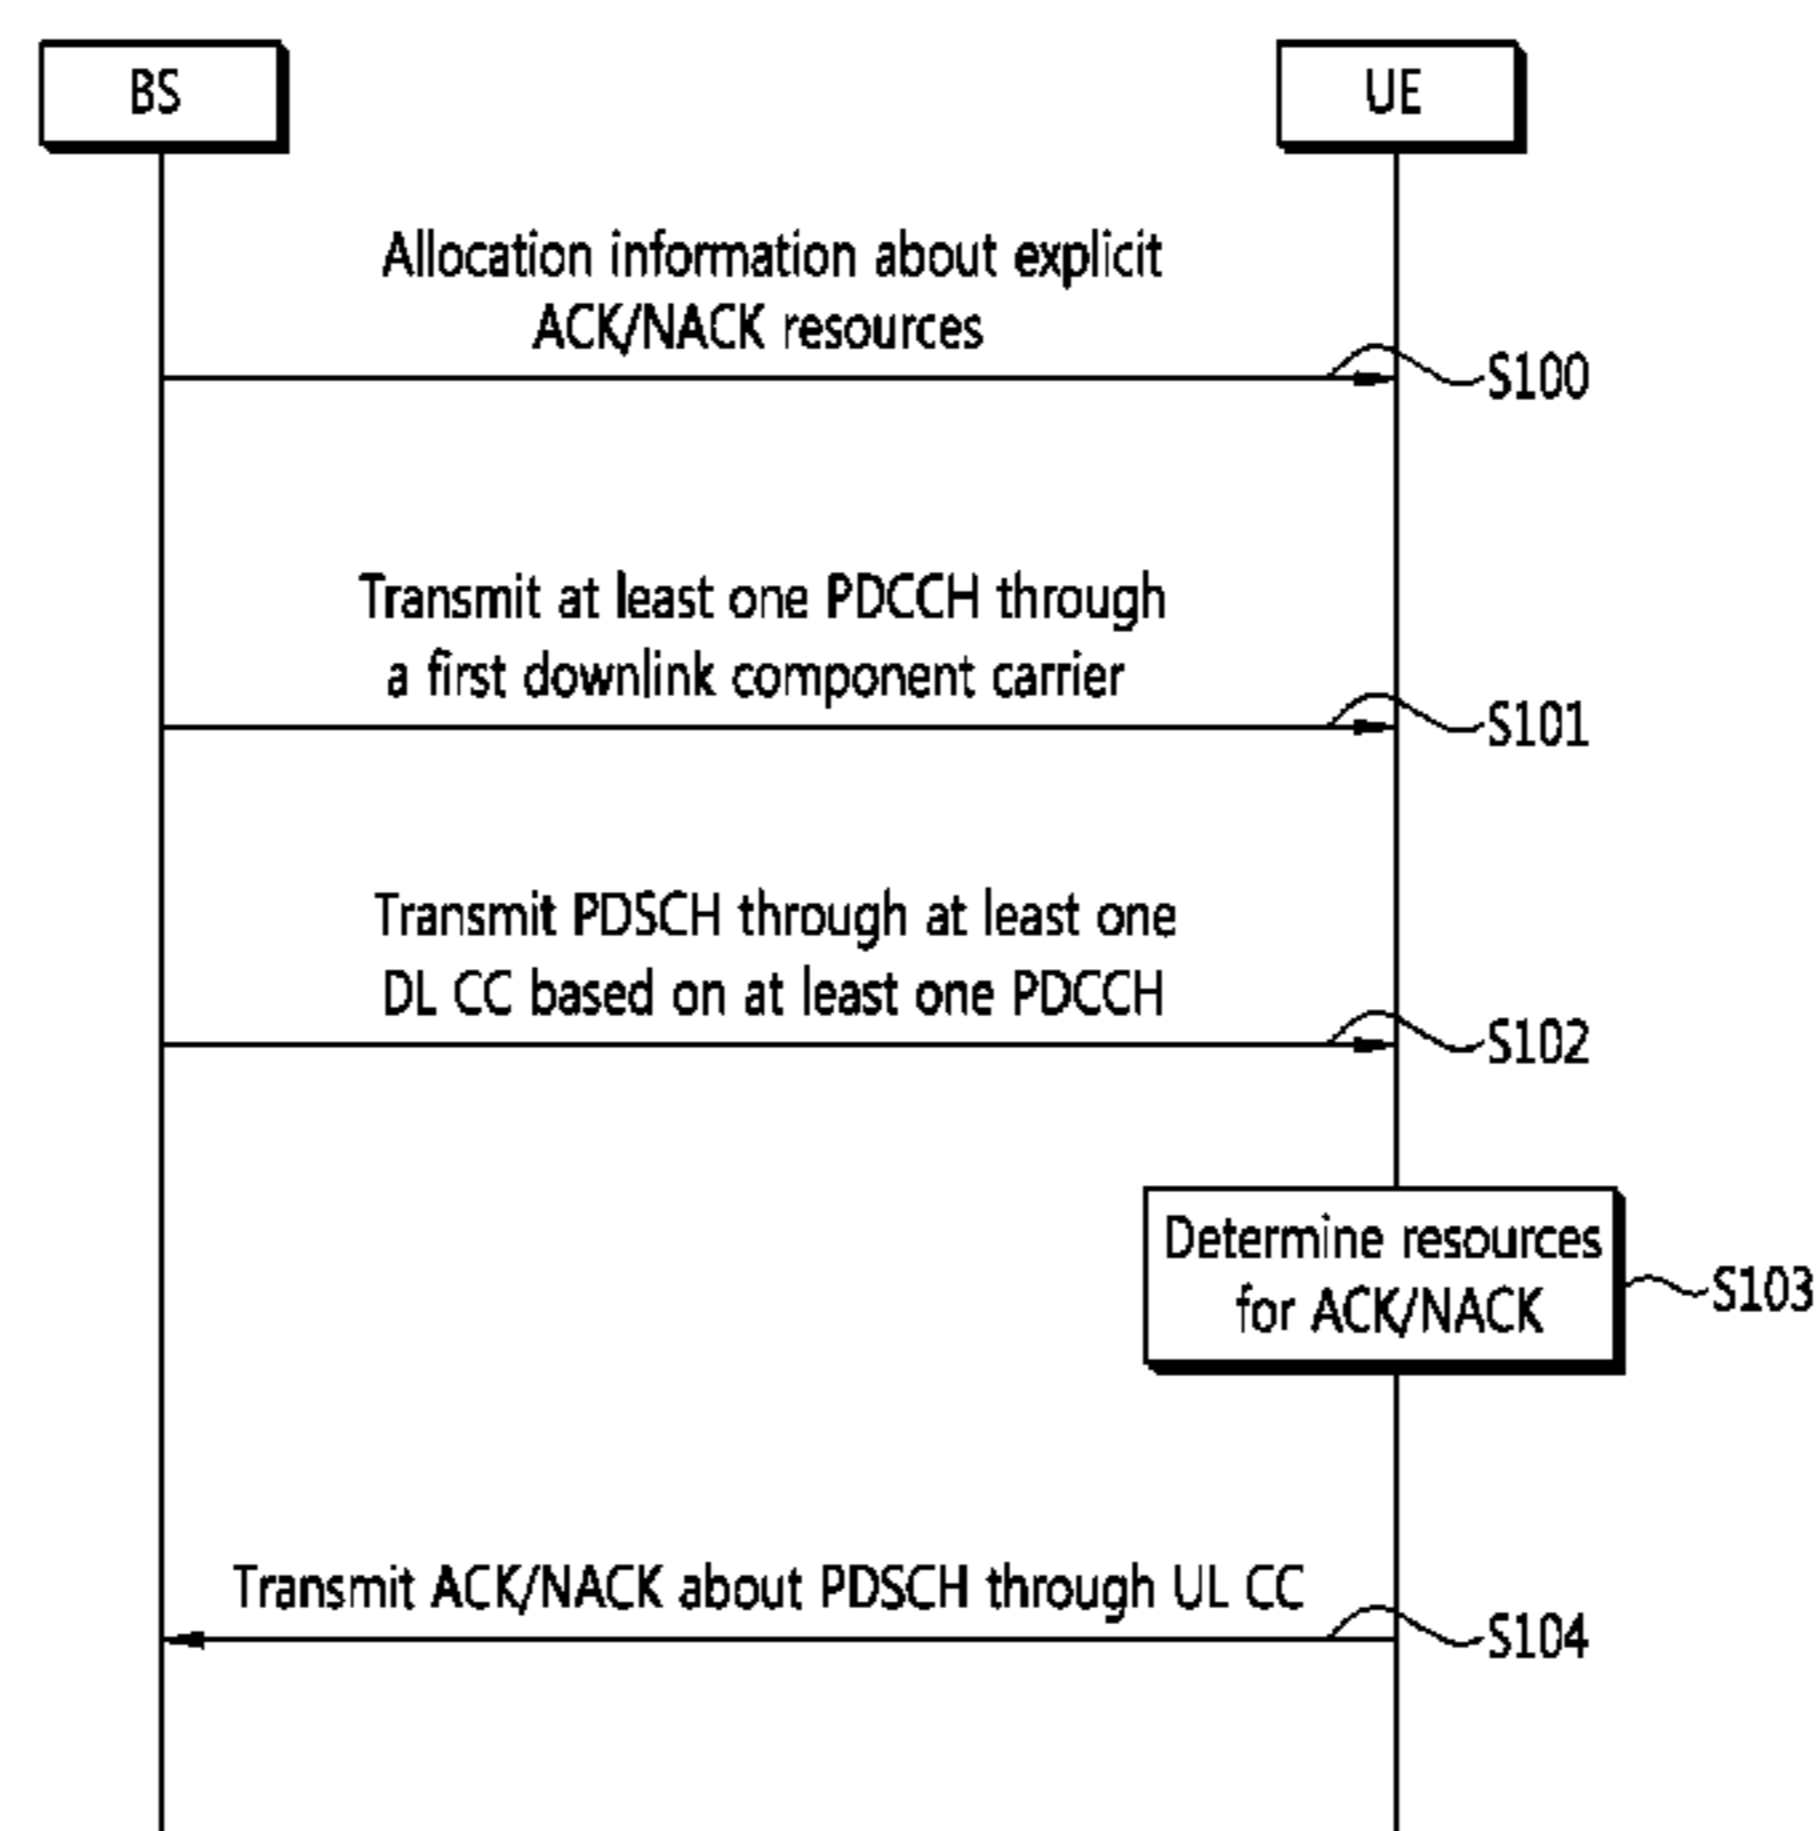 BS
UE
Allocation information about explicit
ACK/NACK resources
S100
Transmit at least one PDCCH through
a first downlink component carrier
S101
Transmit PDSCH through at least one
DL CC based on at least one PDCCH
S102
Determine resources
for ACK/NACK
S103
Transmit ACK/NACK about PDSCH through UL CC
S104